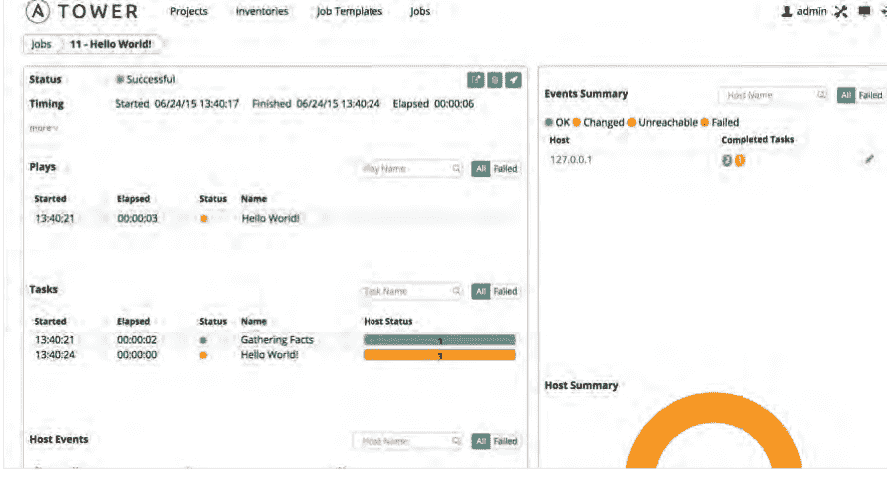 A TOWER Projects Inventories Job Templates Jobs admin
Jobs 11 - Hello World!
Status Successful
Timing Started 06/24/15 13:40:17 Finished 06/24/15 13:40:24 Elapsed 00:00:06
more
Plays Play Name All Failed
Started Elapsed Status Name
13:40:21 00:00:03 Hello World!
Tasks Task Name All Failed
Started Elapsed Status Name Host Status
13:40:21 00:00:02 Gathering Facts
13:40:24 00:00:00 Hello World!
Host Events Host Name All Failed
Events Summary Host Name All Failed
OK Changed Unreachable Failed
Host Completed Tasks
127.0.0.1
Host Summary